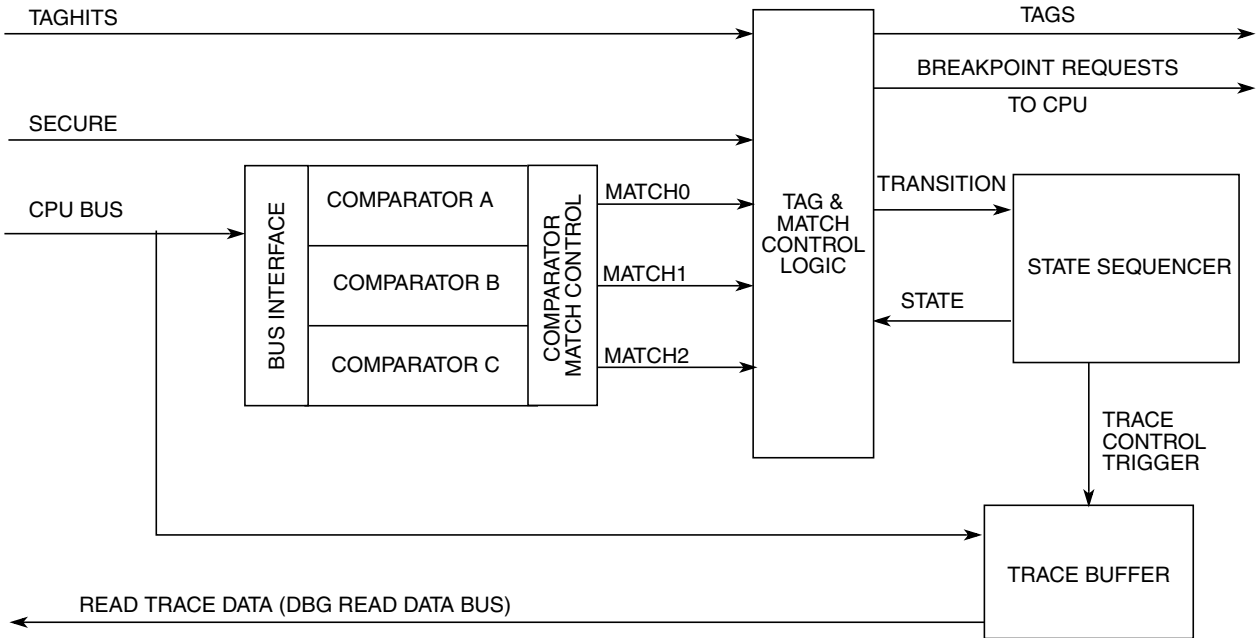 TAGHITS
TAGS
BREAKPOINT REQUESTS
TO CPU
SECURE
CPU BUS
BUS INTERFACE
COMPARATOR A
COMPARATOR B
COMPARATOR C
COMPARATOR
MATCH CONTROL
MATCH0
MATCH1
MATCH2
TAG &
MATCH
CONTROL
LOGIC
TRANSITION
STATE
STATE SEQUENCER
TRACE
CONTROL
TRIGGER
TRACE BUFFER
READ TRACE DATA (DBG READ DATA BUS)